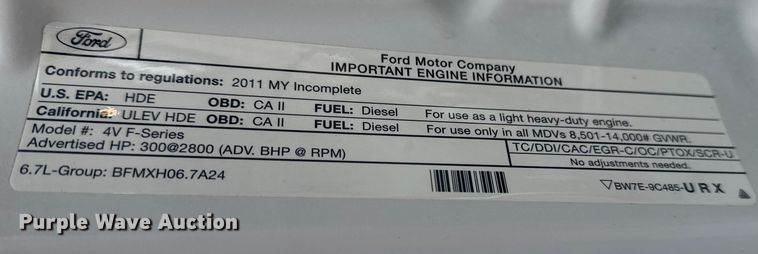 Ford
Ford Motor Company
IMPORTANT ENGINE INFORMATION
Conforms to regulations: 2011 MY Incomplete
U.S. EPA: HDE OBD: CA II FUEL: Diesel For use as a light heavy-duty engine.
California: ULEV HDE OBD: CA II FUEL: Diesel For use only in all MDVs 8,501-14,000# GVWR.
Model #: 4V F-Series
TC/DDI/CAC/EGR-C/OC/PTOX/SCR-U
Advertised HP: 300@2800 (ADV. BHP @ RPM)
No adjustments needed.
6.7L-Group: BFMXH06.7A24
▽BW7E-9C485-URX
Purple Wave Auction